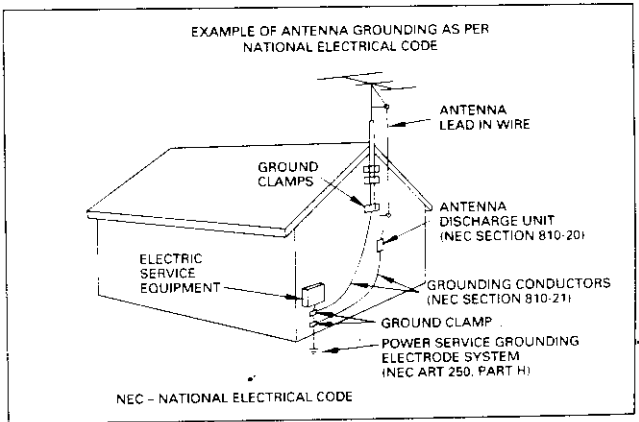 EXAMPLE OF ANTENNA GROUNDING AS PER
NATIONAL ELECTRICAL CODE
ANTENNA
LEAD IN WIRE
GROUND
CLAMPS
ANTENNA
DISCHARGE UNIT
(NEC SECTION 810-20)
ELECTRIC
SERVICE
EQUIPMENT
GROUNDING CONDUCTORS
(NEC SECTION 810-21)
GROUND CLAMP
POWER SERVICE GROUNDING
ELECTRODE SYSTEM
(NEC ART 250, PART H)
NEC – NATIONAL ELECTRICAL CODE